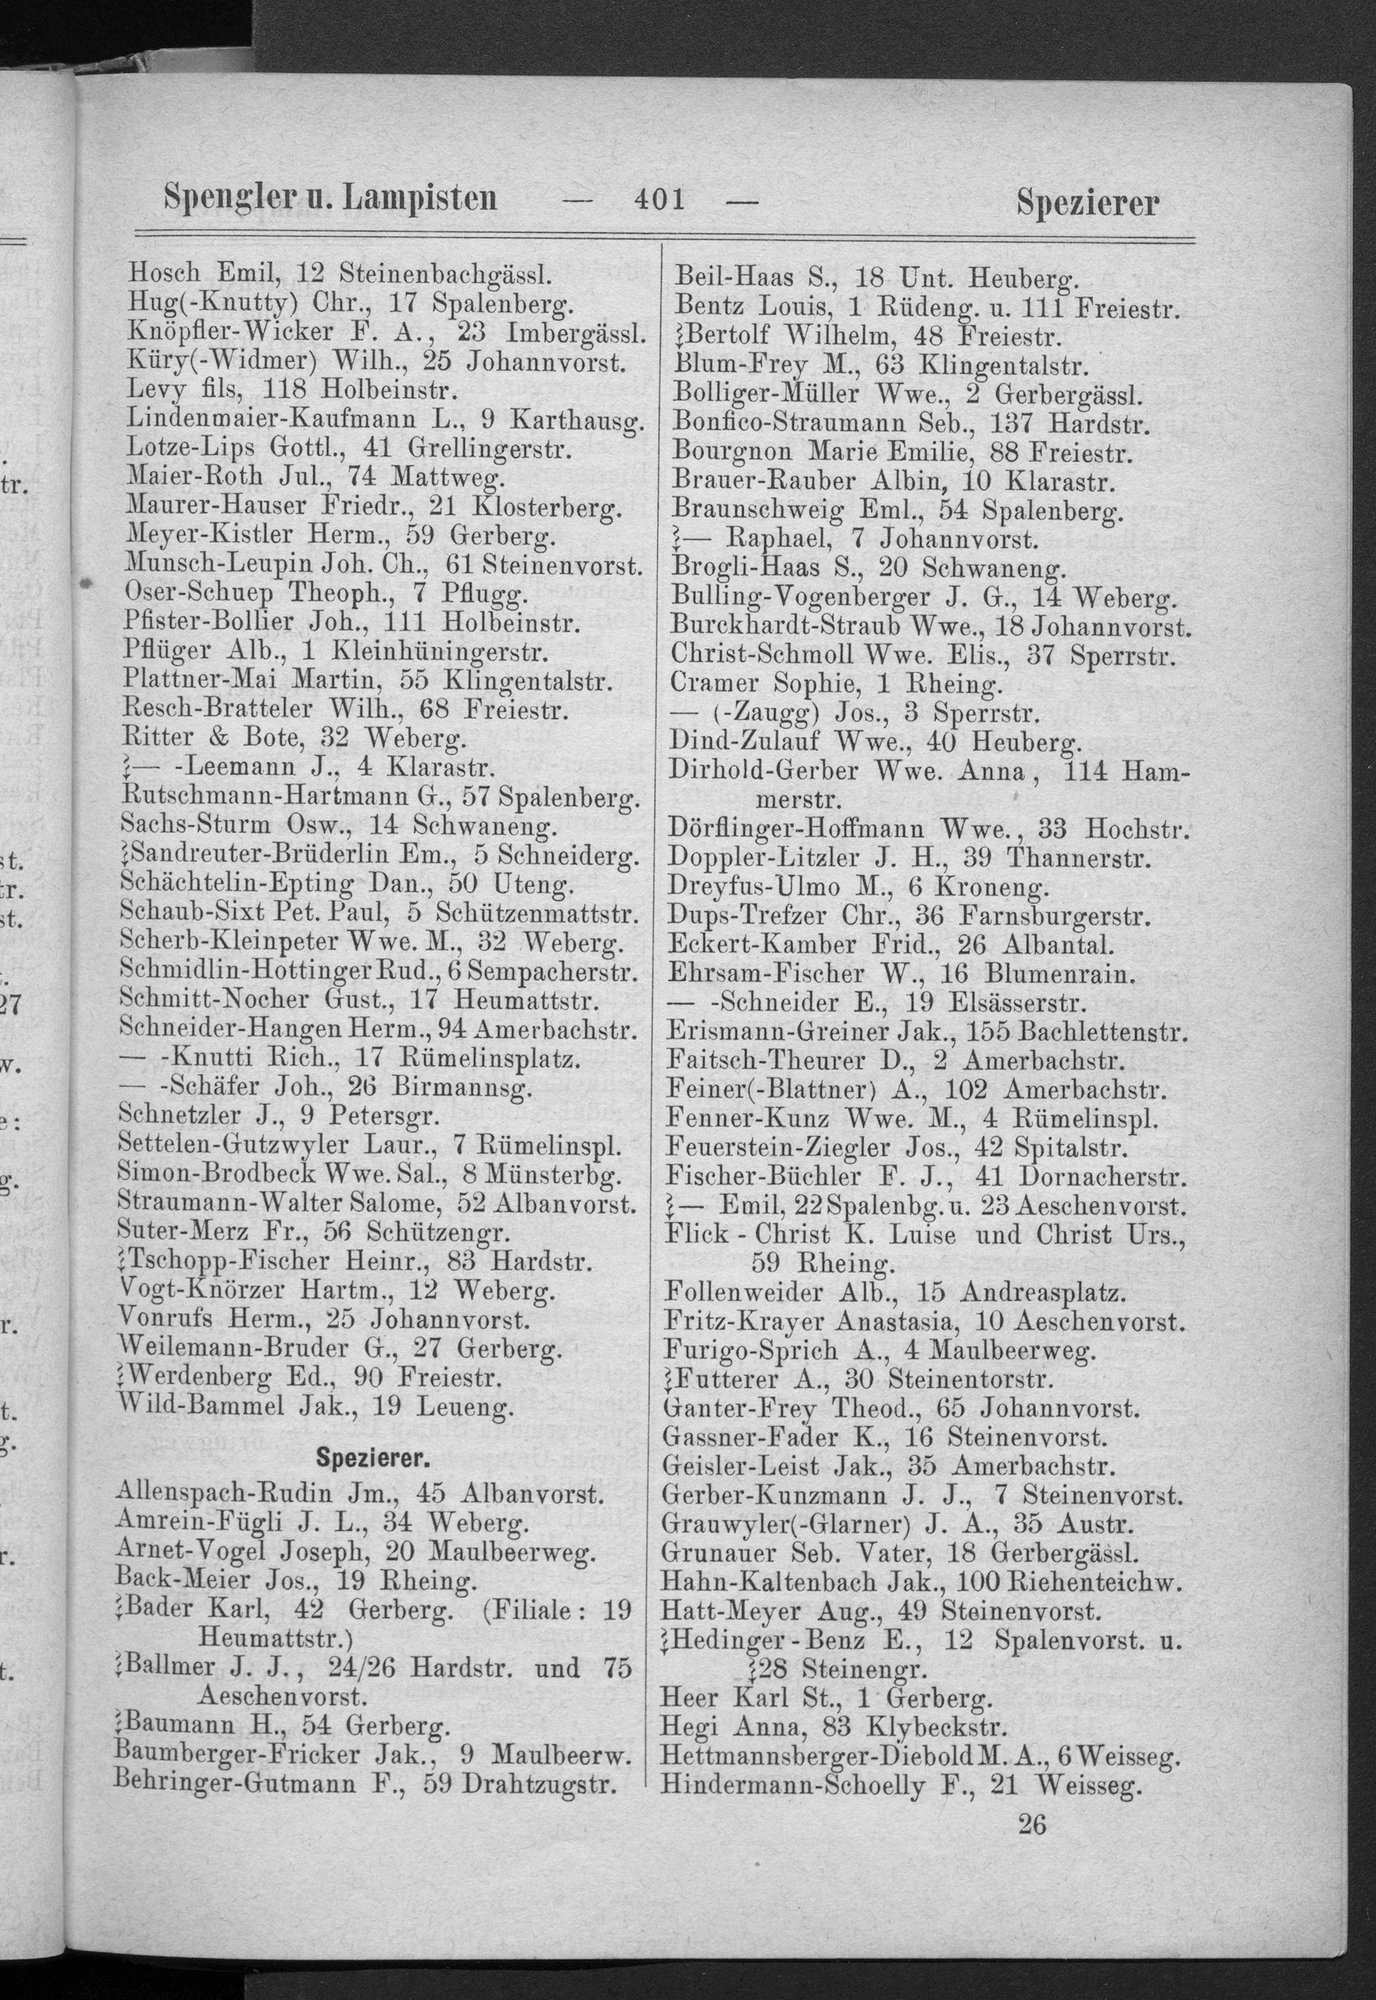 Spengler u. Lampisten — 401 — Spezierer
Hosch Emil, 12 Steinenbachgässl.
Hug(-Knutty) Chr., 17 Spalenberg.
Knöpfler-Wicker F. A., 23 Imbergässl.
Küry(-Widmer) Wilh., 25 Johannvorst.
Levy fils, 118 Holbeinstr.
Lindenmaier-Kaufmann L., 9 Karthausg.
Lotze-Lips Gottl., 41 Grellingerstr.
Maier-Roth Jul., 74 Mattweg.
Maurer-Hauser Friedr., 21 Klosterberg.
Meyer-Kistler Herm., 59 Gerberg.
Munsch-Leupin Joh. Ch., 61 Steinenvorst.
Oser-Schuep Theoph., 7 Pflugg.
Pfister-Bollier Joh., 111 Holbeinstr.
Pflüger Alb., 1 Kleinhüningerstr.
Plattner-Mai Martin, 55 Klingentalstr.
Resch-Bratteler Wilh., 68 Freiestr.
Ritter & Bote, 32 Weberg.
⸾— -Leemann J., 4 Klarastr.
Rutschmann-Hartmann G., 57 Spalenberg.
Sachs-Sturm Osw., 14 Schwaneng.
⸾Sandreuter-Brüderlin Em., 5 Schneiderg.
Schächtelin-Epting Dan., 50 Uteng.
Schaub-Sixt Pet. Paul, 5 Schützenmattstr.
Scherb-Kleinpeter Wwe. M., 32 Weberg.
Schmidlin-Hottinger Rud., 6 Sempacherstr.
Schmitt-Nocher Gust., 17 Heumattstr.
Schneider-Hangen Herm., 94 Amerbachstr.
— -Knutti Rich., 17 Rümelinsplatz.
— -Schäfer Joh., 26 Birmannsg.
Schnetzler J., 9 Petersgr.
Settelen-Gutzwyler Laur., 7 Rümelinspl.
Simon-Brodbeck Wwe. Sal., 8 Münsterbg.
Straumann-Walter Salome, 52 Albanvorst.
Suter-Merz Fr., 56 Schützengr.
⸾Tschopp-Fischer Heinr., 83 Hardstr.
Vogt-Knörzer Hartm., 12 Weberg.
Vonrufs Herm., 25 Johannvorst.
Weilemann-Bruder G., 27 Gerberg.
⸾Werdenberg Ed., 90 Freiestr.
Wild-Bammel Jak., 19 Leueng.
Spezierer.
Allenspach-Rudin Jm., 45 Albanvorst.
Amrein-Fügli J. L., 34 Weberg.
Arnet-Vogel Joseph, 20 Maulbeerweg.
Back-Meier Jos., 19 Rheing.
⸾Bader Karl, 42 Gerberg. (Filiale: 19
Heumattstr.)
⸾Ballmer J. J., 24/26 Hardstr. und 75
Aeschenvorst.
⸾Baumann H., 54 Gerberg.
Baumberger-Fricker Jak., 9 Maulbeerw.
Behringer-Gutmann F., 59 Drahtzugstr.
Beil-Haas S., 18 Unt. Heuberg.
Bentz Louis, 1 Rüdeng. u. 111 Freiestr.
⸾Bertolf Wilhelm, 48 Freiestr.
Blum-Frey M., 63 Klingentalstr.
Bolliger-Müller Wwe., 2 Gerbergässl.
Bonfico-Straumann Seb., 137 Hardstr.
Bourgnon Marie Emilie, 88 Freiestr.
Brauer-Rauber Albin, 10 Klarastr.
Braunschweig Eml., 54 Spalenberg.
⸾— Raphael, 7 Johannvorst.
Brogli-Haas S., 20 Schwaneng.
Bulling-Vogenberger J. G., 14 Weberg.
Burckhardt-Straub Wwe., 18 Johannvorst.
Christ-Schmoll Wwe. Elis., 37 Sperrstr.
Cramer Sophie, 1 Rheing.
— (-Zaugg) Jos., 3 Sperrstr.
Dind-Zulauf Wwe., 40 Heuberg.
Dirhold-Gerber Wwe. Anna, 114 Ham-
merstr.
Dörflinger-Hoffmann Wwe., 33 Hochstr.
Doppler-Litzler J. H., 39 Thannerstr.
Dreyfus-Ulmo M., 6 Kroneng.
Dups-Trefzer Chr., 36 Farnsburgerstr.
Eckert-Kamber Frid., 26 Albantal.
Ehrsam-Fischer W., 16 Blumenrain.
— -Schneider E., 19 Elsässerstr.
Erismann-Greiner Jak., 155 Bachlettenstr.
Faitsch-Theurer D., 2 Amerbachstr.
Feiner(-Blattner) A., 102 Amerbachstr.
Fenner-Kunz Wwe. M., 4 Rümelinspl.
Feuerstein-Ziegler Jos., 42 Spitalstr.
Fischer-Büchler F. J., 41 Dornacherstr.
⸾— Emil, 22 Spalenbg. u. 23 Aeschenvorst.
Flick - Christ K. Luise und Christ Urs.,
59 Rheing.
Follenweider Alb., 15 Andreasplatz.
Fritz-Krayer Anastasia, 10 Aeschenvorst.
Furigo-Sprich A., 4 Maulbeerweg.
⸾Futterer A., 30 Steinentorstr.
Ganter-Frey Theod., 65 Johannvorst.
Gassner-Fader K., 16 Steinenvorst.
Geisler-Leist Jak., 35 Amerbachstr.
Gerber-Kunzmann J. J., 7 Steinenvorst.
Grauwyler(-Glarner) J. A., 35 Austr.
Grunauer Seb. Vater, 18 Gerbergässl.
Hahn-Kaltenbach Jak., 100 Riehenteichw.
Hatt-Meyer Aug., 49 Steinenvorst.
⸾Hedinger - Benz E., 12 Spalenvorst. u.
⸾28 Steinengr.
Heer Karl St., 1 Gerberg.
Hegi Anna, 83 Klybeckstr.
Hettmannsberger-Diebold M. A., 6 Weisseg.
Hindermann-Schoelly F., 21 Weisseg.
26